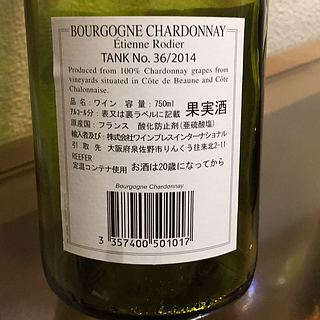 BOURGOGNE CHARDONNAY
Étienne Rodier
TANK No. 36/2014
Produced from 100% Chardonnay grapes from
vineyards situated in Côte de Beaune and Côte
Chalonnaise.
品名：ワイン 容量：750ml
ｱﾙｺｰﾙ分：表又は裏ラベルに記載 果実酒
原産国：フランス 酸化防止剤(亜硫酸塩)
輸入者及び：株式会社ワインプレスインターナショナル
引取先 大阪府泉佐野市りんくう往来北2-11
REEFER
定温コンテナ使用 お酒は20歳になってから
Bourgogne Chardonnay
3 357400 501017